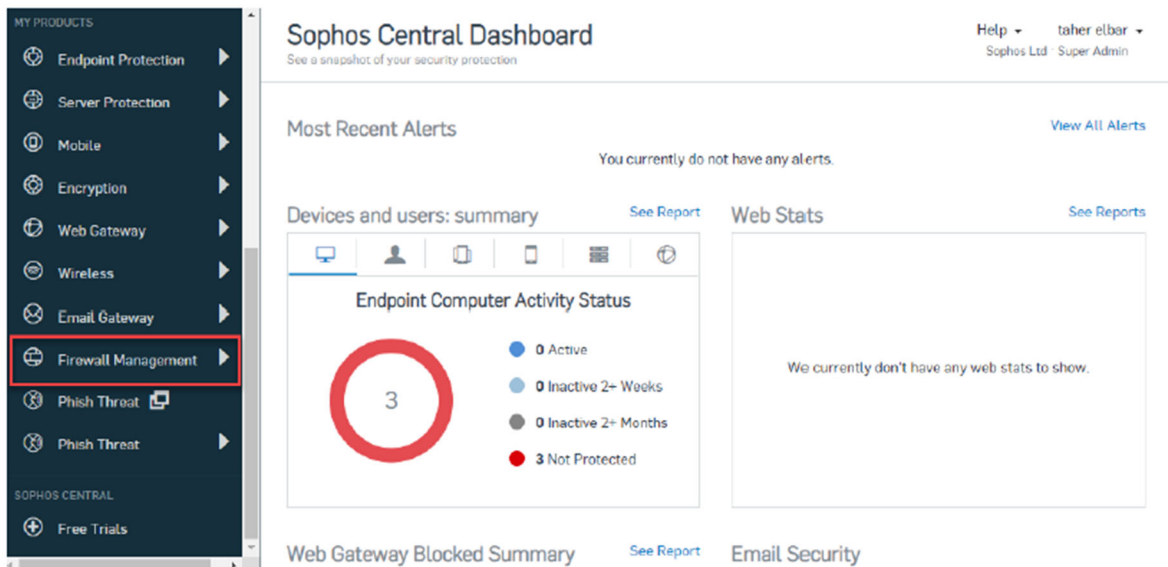 MY PRODUCTS
Endpoint Protection
Server Protection
Mobile
Encryption
Web Gateway
Wireless
Email Gateway
Firewall Management
Phish Threat
Phish Threat
SOPHOS CENTRAL
Free Trials
Sophos Central Dashboard
See a snapshot of your security protection
Help
taher elbar
Sophos Ltd · Super Admin
Most Recent Alerts
View All Alerts
You currently do not have any alerts.
Devices and users: summary
See Report
Endpoint Computer Activity Status
3
0 Active
0 Inactive 2+ Weeks
0 Inactive 2+ Months
3 Not Protected
Web Stats
See Reports
We currently don't have any web stats to show.
Web Gateway Blocked Summary
See Report
Email Security